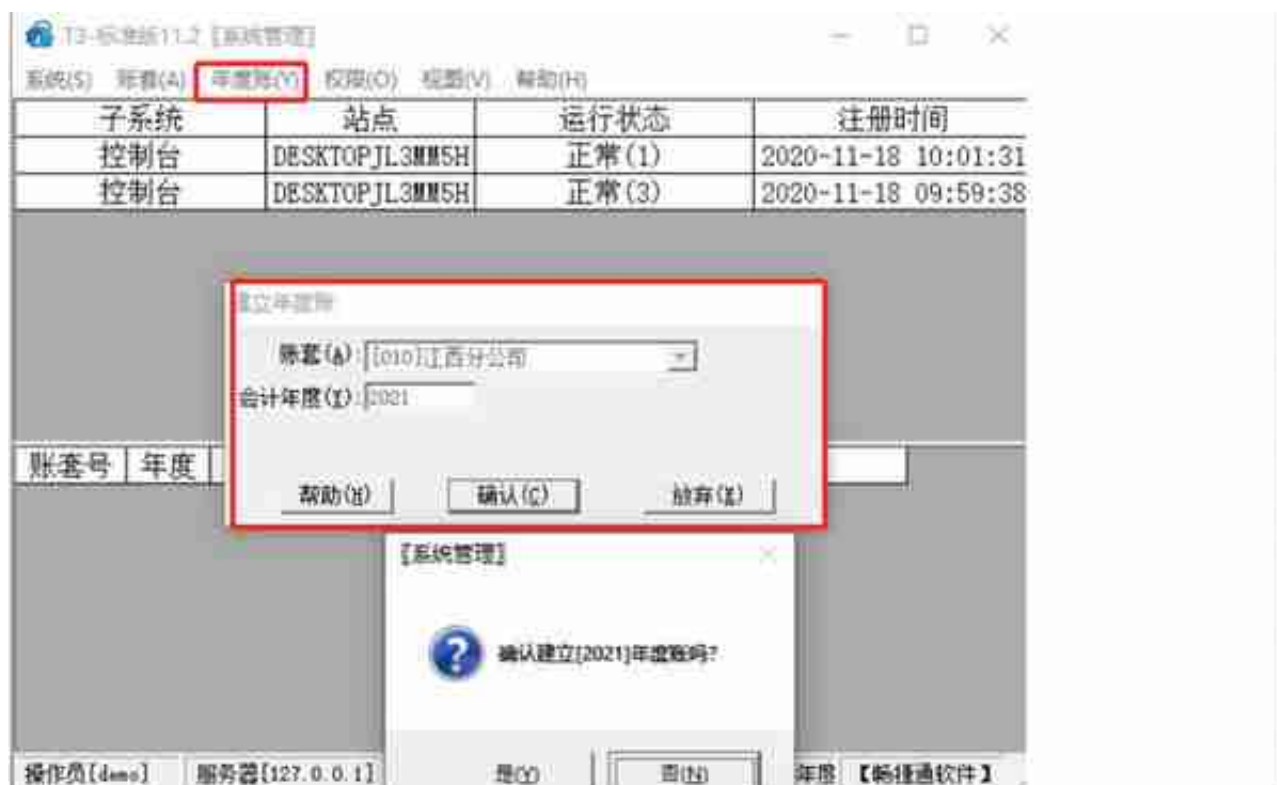 T3-标准版11.2 [系统管理]
系统(S) 账套(A) 年度账(Y) 权限(O) 视图(V) 帮助(H)
子系统 站点 运行状态 注册时间
控制台 DESKTOPJL3MM5H 正常(1) 2020-11-18 10:01:31
控制台 DESKTOPJL3MM5H 正常(3) 2020-11-18 09:59:38
建立年度账
账套(A): [010]江西分公司
会计年度(Y): 2021
账套号 年度
帮助(H) 确认(C) 放弃(X)
【系统管理】
确认建立[2021]年度账吗?
是(Y) 否(N)
操作员[demo] 服务器[127.0.0.1] 年度 【畅捷通软件】